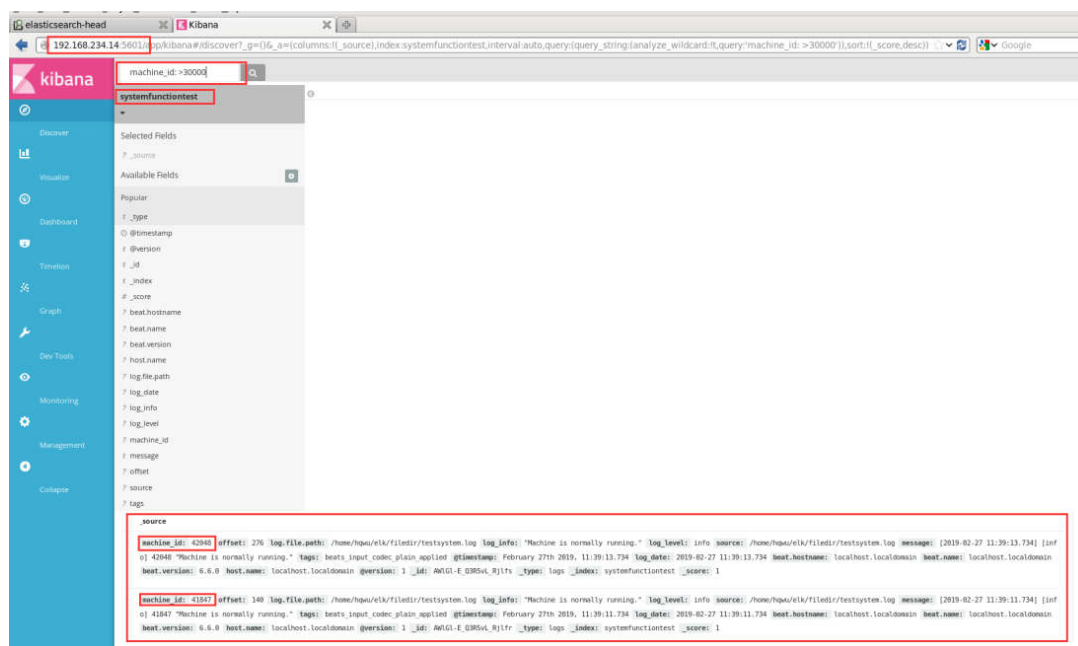 elasticsearch-head
Kibana
192.168.234.14:5601/app/kibana#/discover?_g=()&_a=(columns:!(_source),index:systemfunctiontest,interval:auto,query:(query_string:(analyze_wildcard:!t,query:'machine_id: >30000')),sort:!(_score,desc))
Google
kibana
machine_id: >30000
systemfunctiontest
Discover
Selected Fields
? _source
Visualize
Available Fields
Popular
t _type
Dashboard
@timestamp
t @version
Timelion
t _id
t _index
# _score
Graph
? beat.hostname
? beat.name
? beat.version
Dev Tools
? host.name
? log.file.path
? log_date
Monitoring
? log_info
? log_level
Management
? machine_id
t message
? offset
Collapse
? source
? tags
_source
machine_id: 42048 offset: 276 log.file.path: /home/hqwu/elk/filedir/testsystem.log log_info: "Machine is normally running." log_level: info source: /home/hqwu/elk/filedir/testsystem.log message: [2019-02-27 11:39:13.734] [inf
o] 42048 "Machine is normally running." tags: beats_input_codec_plain_applied @timestamp: February 27th 2019, 11:39:13.734 log_date: 2019-02-27 11:39:13.734 beat.hostname: localhost.localdomain beat.name: localhost.localdomain
beat.version: 6.6.0 host.name: localhost.localdomain @version: 1 _id: _type: logs _index: systemfunctiontest _score: 1
machine_id: 41847 offset: 140 log.file.path: /home/hqwu/elk/filedir/testsystem.log log_info: "Machine is normally running." log_level: info source: /home/hqwu/elk/filedir/testsystem.log message: [2019-02-27 11:39:11.734] [inf
o] 41847 "Machine is normally running." tags: beats_input_codec_plain_applied @timestamp: February 27th 2019, 11:39:11.734 log_date: 2019-02-27 11:39:11.734 beat.hostname: localhost.localdomain beat.name: localhost.localdomain
beat.version: 6.6.0 host.name: localhost.localdomain @version: 1 _id: _type: logs _index: systemfunctiontest _score: 1